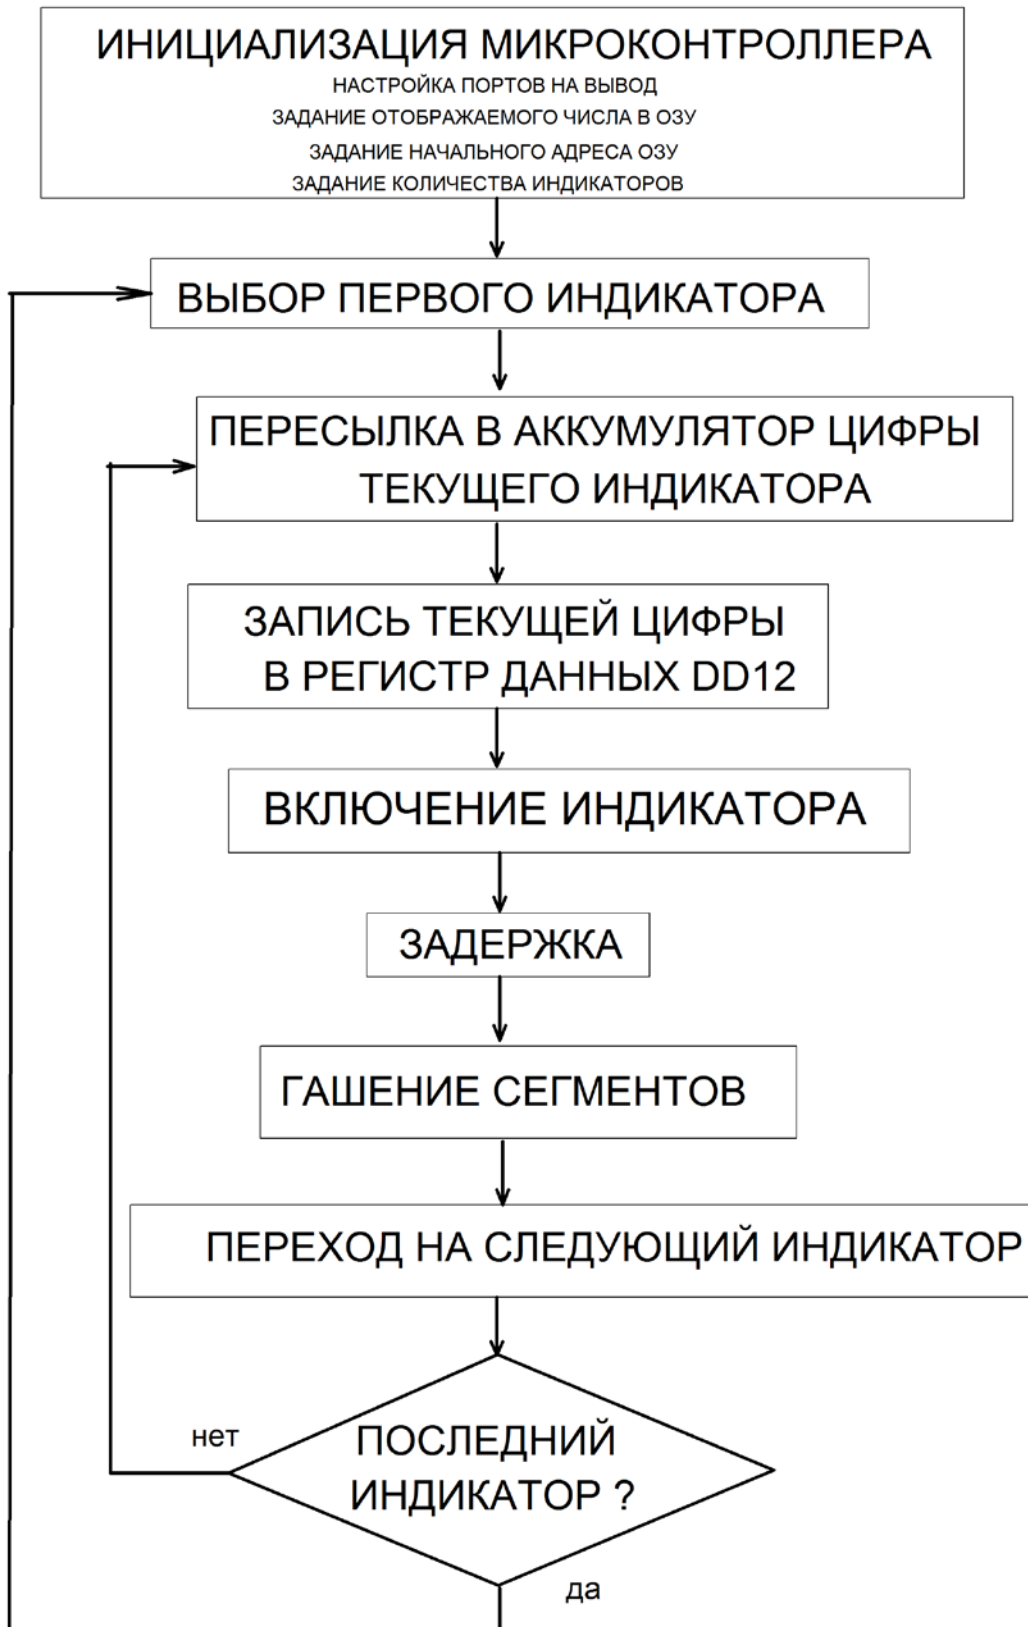 ИНИЦИАЛИЗАЦИЯ МИКРОКОНТРОЛЛЕРА
НАСТРОЙКА ПОРТОВ НА ВЫВОД
ЗАДАНИЕ ОТОБРАЖАЕМОГО ЧИСЛА В ОЗУ
ЗАДАНИЕ НАЧАЛЬНОГО АДРЕСА ОЗУ
ЗАДАНИЕ КОЛИЧЕСТВА ИНДИКАТОРОВ
ВЫБОР ПЕРВОГО ИНДИКАТОРА
ПЕРЕСЫЛКА В АККУМУЛЯТОР ЦИФРЫ
ТЕКУЩЕГО ИНДИКАТОРА
ЗАПИСЬ ТЕКУЩЕЙ ЦИФРЫ
В РЕГИСТР ДАННЫХ DD12
ВКЛЮЧЕНИЕ ИНДИКАТОРА
ЗАДЕРЖКА
ГАШЕНИЕ СЕГМЕНТОВ
ПЕРЕХОД НА СЛЕДУЮЩИЙ ИНДИКАТОР
нет
ПОСЛЕДНИЙ
ИНДИКАТОР ?
да